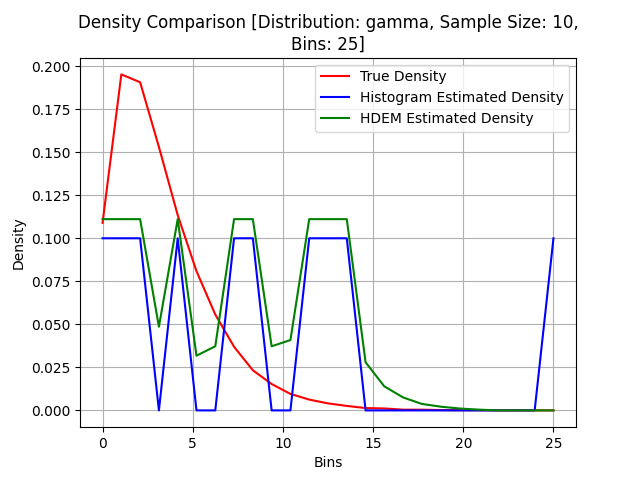 Density Comparison [Distribution: gamma, Sample Size: 10,
Bins: 25]
True Density
Histogram Estimated Density
HDEM Estimated Density
Density
0.200
0.175
0.150
0.125
0.100
0.075
0.050
0.025
0.000
0 5 10 15 20 25
Bins